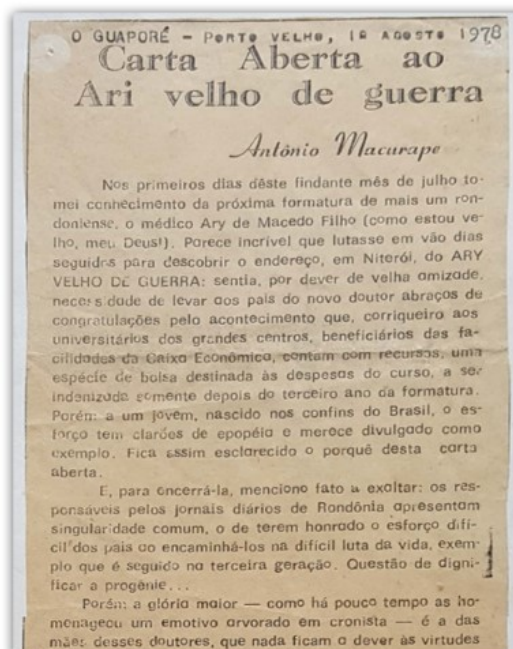 O GUAPORÉ - PORTO VELHO, 1º AGOSTO 1978
Carta Aberta ao
Ari velho de guerra
Antônio Macurape
Nos primeiros dias dêste findante mês de julho to-
mei conhecimento da próxima formatura de mais um ron-
doniense, o médico Ary de Macedo Filho (como estou ve-
lho, meu Deus!). Parece incrível que lutasse em vão dias
seguidos para descobrir o endereço, em Niterói, do ARY
VELHO DE GUERRA: sentia, por dever de velha amizade,
necessidade de levar aos pais do novo doutor abraços de
congratulações pelo acontecimento que, corriqueiro aos
universitários dos grandes centros, beneficiários das fa-
cilidades da Caixa Econômica, contam com recursos, uma
espécie de bolsa destinada às despesas do curso, a ser
indenizada somente depois do terceiro ano da formatura.
Porén: a um jovem, nascido nos confins do Brasil, o es-
forço tem clarões de epopéia e merece divulgado como
exemplo. Fica assim esclarecido o porquê desta carta
aberta.
E, para encerrá-la, menciono fato a exaltar: os res-
ponsáveis pelos jornais diários de Rondônia apresentam
singularidade comum, o de terem honrado o esforço difí-
cil dos pais ao encaminhá-los na difícil luta da vida, exem-
plo que é seguido na terceira geração. Questão de digni-
ficar a progênie...
Porén: a glória maior — como há pouco tempo as ho-
menageou um emotivo arvorado em cronista — é a das
mães desses doutores, que nada ficam a dever às virtudes